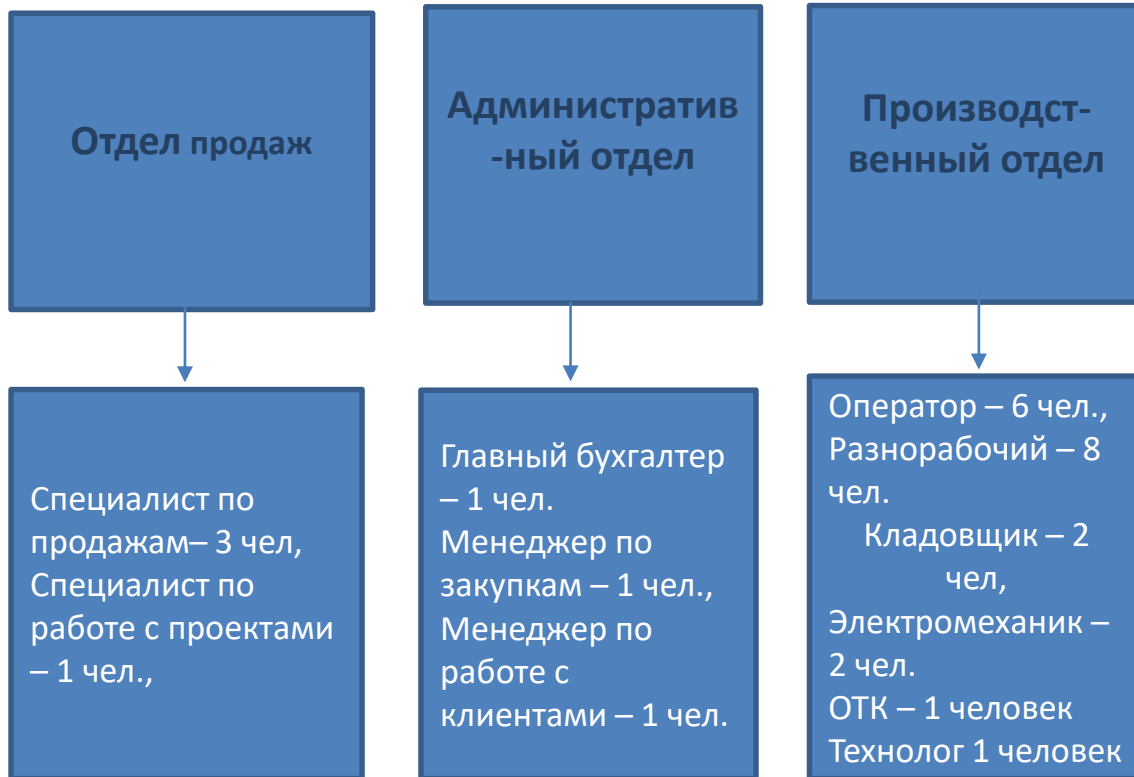 Отдел продаж
Административ
-ный отдел
Производст-
венный отдел
Специалист по
продажам– 3 чел,
Специалист по
работе с проектами
– 1 чел.,
Главный бухгалтер
– 1 чел.
Менеджер по
закупкам – 1 чел.,
Менеджер по
работе с
клиентами – 1 чел.
Оператор – 6 чел.,
Разнорабочий – 8
чел.
Кладовщик – 2
чел,
Электромеханик –
2 чел.
ОТК – 1 человек
Технолог 1 человек